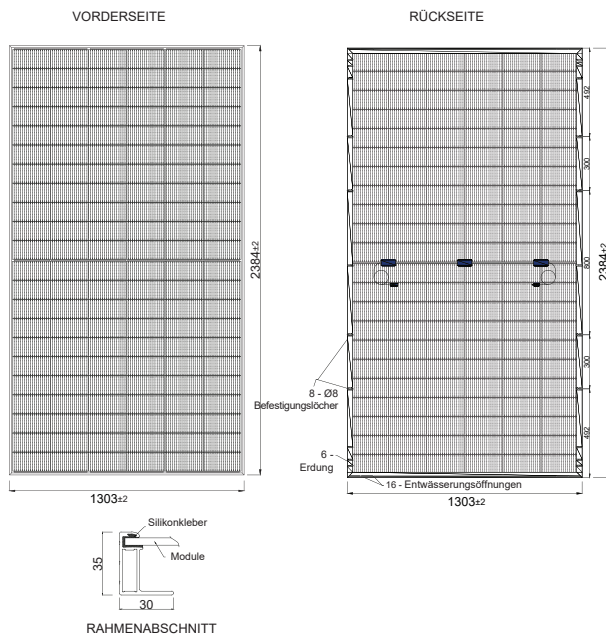 VORDERSEITE
RÜCKSEITE
2384±2
1303±2
492
300
800
300
492
2384±2
8 - Ø8
Befestigungslöcher
6 -
Erdung
16 - Entwässerungsöffnungen
1303±2
Silikonkleber
Module
35
30
RAHMENABSCHNITT